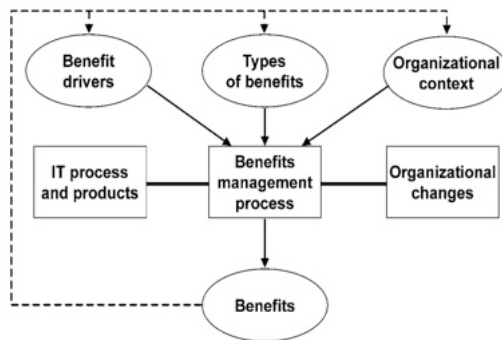 Benefit
drivers
Types
of benefits
Organizational
context
IT process
and products
Benefits
management
process
Organizational
changes
Benefits